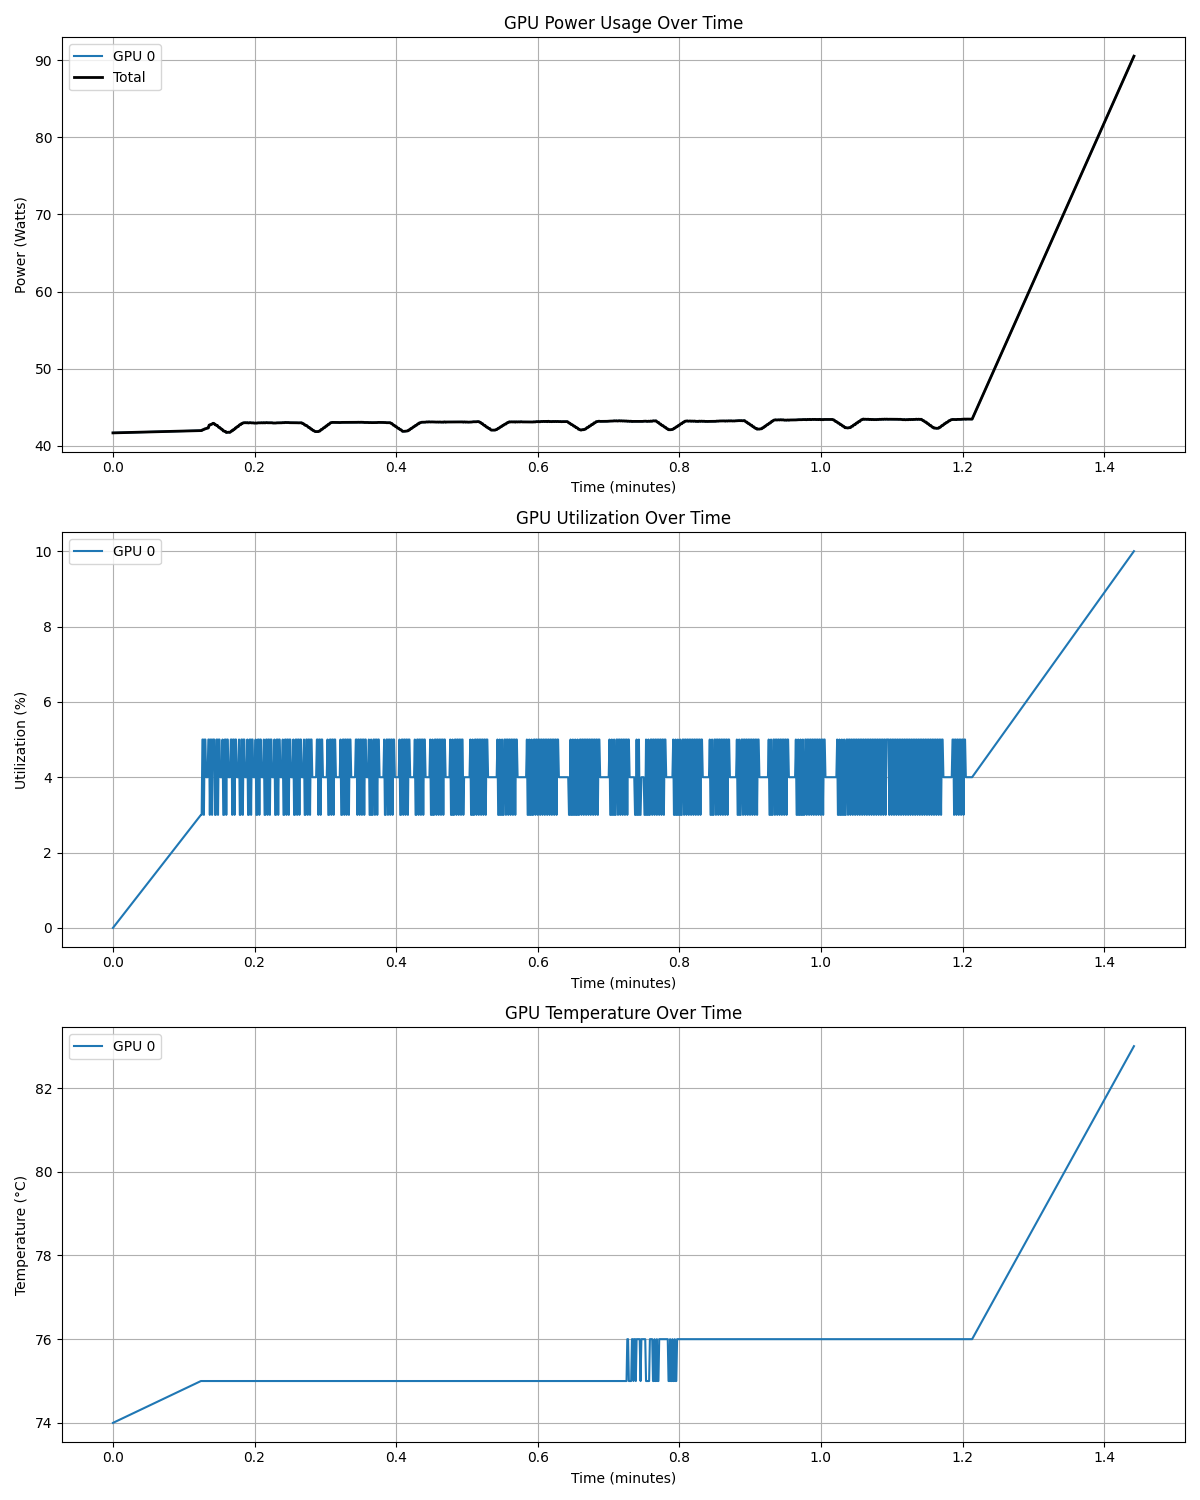 GPU Power Usage Over Time
GPU 0
Total
90
80
70
60
50
40
Power (Watts)
0.0 0.2 0.4 0.6 0.8 1.0 1.2 1.4
Time (minutes)
GPU Utilization Over Time
GPU 0
10
8
6
4
2
0
Utilization (%)
0.0 0.2 0.4 0.6 0.8 1.0 1.2 1.4
Time (minutes)
GPU Temperature Over Time
GPU 0
82
80
78
76
74
Temperature (°C)
0.0 0.2 0.4 0.6 0.8 1.0 1.2 1.4
Time (minutes)